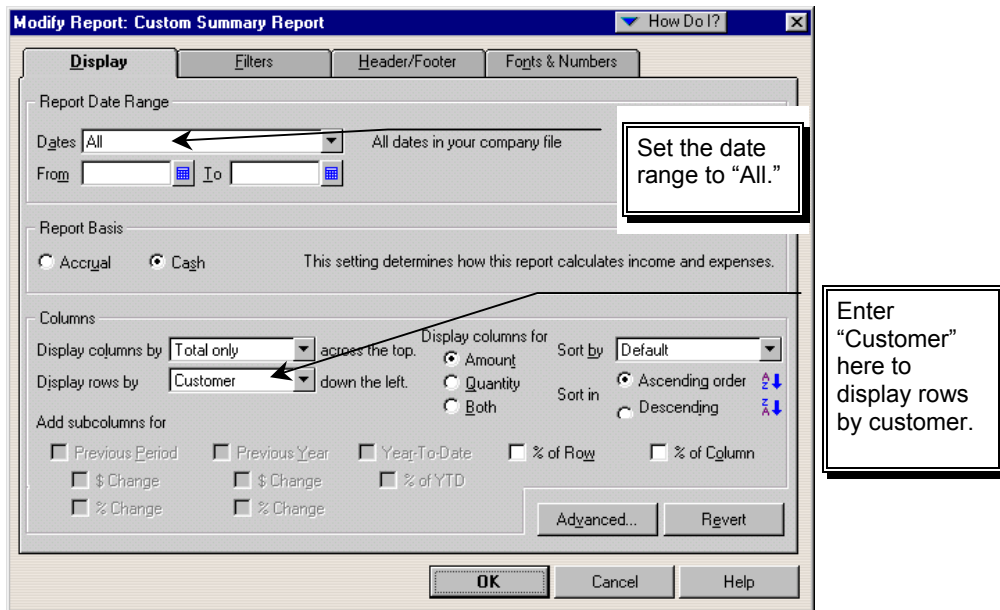 Modify Report: Custom Summary Report
How Do I?
Display
Filters
Header/Footer
Fonts & Numbers
Report Date Range
Dates All
All dates in your company file
From
To
Set the date
range to “All.”
Report Basis
Accrual
Cash
This setting determines how this report calculates income and expenses.
Columns
Display columns by Total only across the top.
Display rows by Customer down the left.
Display columns for
Amount
Quantity
Both
Sort by Default
Sort in
Ascending order
Descending
Add subcolumns for
Previous Period
Previous Year
Year-To-Date
% of Row
% of Column
$ Change
$ Change
% of YTD
% Change
% Change
Advanced...
Revert
OK
Cancel
Help
Enter
“Customer”
here to
display rows
by customer.